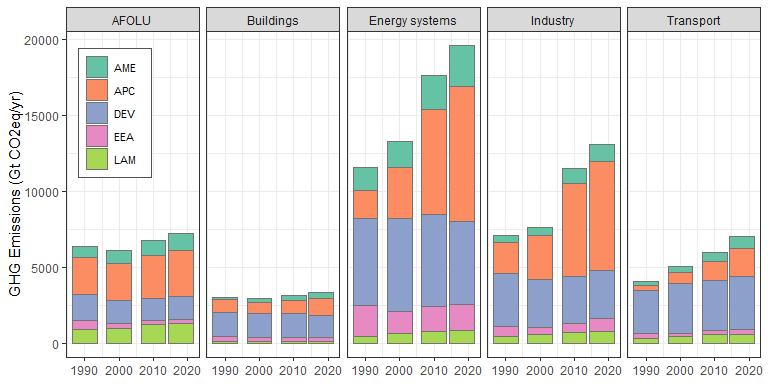 AFOLU Buildings Energy systems Industry Transport
GHG Emissions (Gt CO2eq/yr)
20000
15000
10000
5000
0
AME
APC
DEV
EEA
LAM
1990 2000 2010 2020 1990 2000 2010 2020 1990 2000 2010 2020 1990 2000 2010 2020 1990 2000 2010 2020